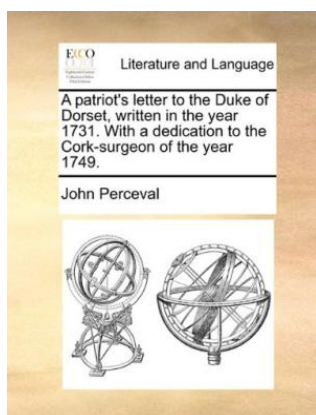 ECCO
Literature and Language
A patriot's letter to the Duke of
Dorset, written in the year
1731. With a dedication to the
Cork-surgeon of the year
1749.
John Perceval